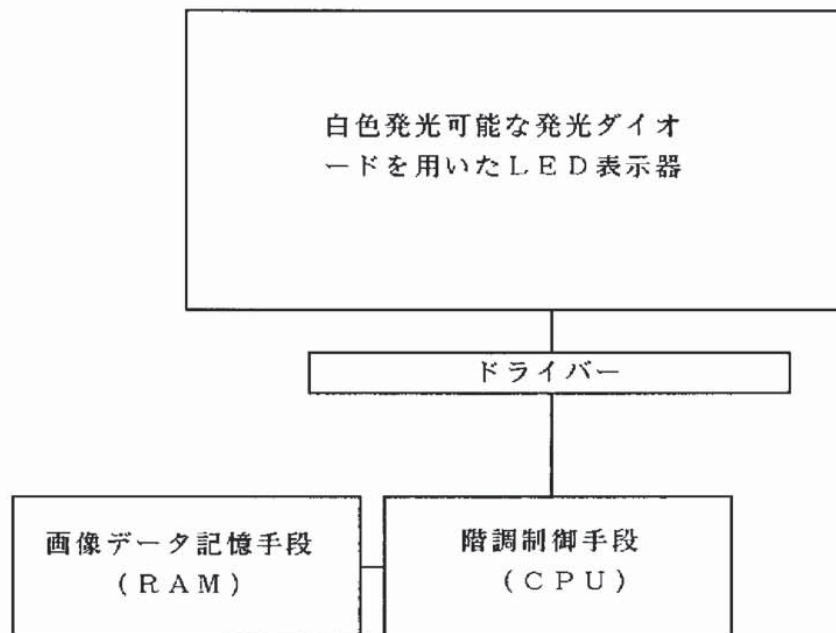 白色発光可能な発光ダイオ
ードを用いたＬＥＤ表示器
ドライバー
画像データ記憶手段
（ＲＡＭ）
階調制御手段
（ＣＰＵ）